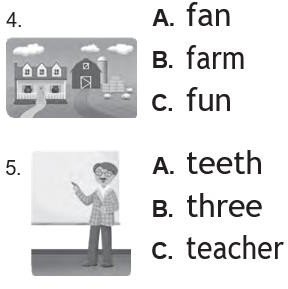 4.
A. fan
B. farm
C. fun
5.
A. teeth
B. three
C. teacher